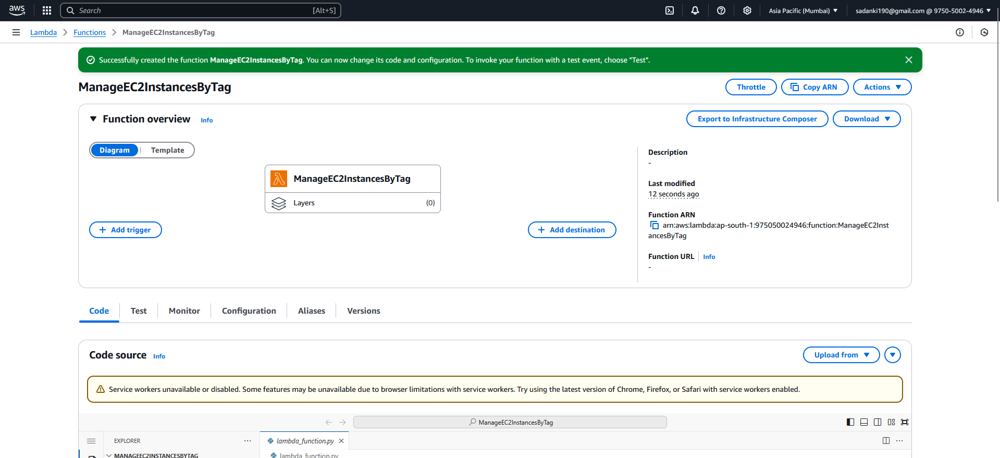 aws
Search [Alt+S]
Asia Pacific (Mumbai)
sadanki190@gmail.com @ 9750-5002-4946
Lambda
Functions
ManageEC2InstancesByTag
Successfully created the function ManageEC2InstancesByTag. You can now change its code and configuration. To invoke your function with a test event, choose "Test".
ManageEC2InstancesByTag
Throttle
Copy ARN
Actions
Function overview Info
Export to Infrastructure Composer
Download
Diagram
Template
ManageEC2InstancesByTag
Layers (0)
Add trigger
Add destination
Description
-
Last modified
12 seconds ago
Function ARN
arn:aws:lambda:ap-south-1:975050024946:function:ManageEC2Inst
ancesByTag
Function URL Info
-
Code
Test
Monitor
Configuration
Aliases
Versions
Code source Info
Upload from
Service workers unavailable or disabled. Some features may be unavailable due to browser limitations with service workers. Try using the latest version of Chrome, Firefox, or Safari with service workers enabled.
ManageEC2InstancesByTag
EXPLORER
lambda_function.py
MANAGEEC2INSTANCESBYTAG
lambda_function.py